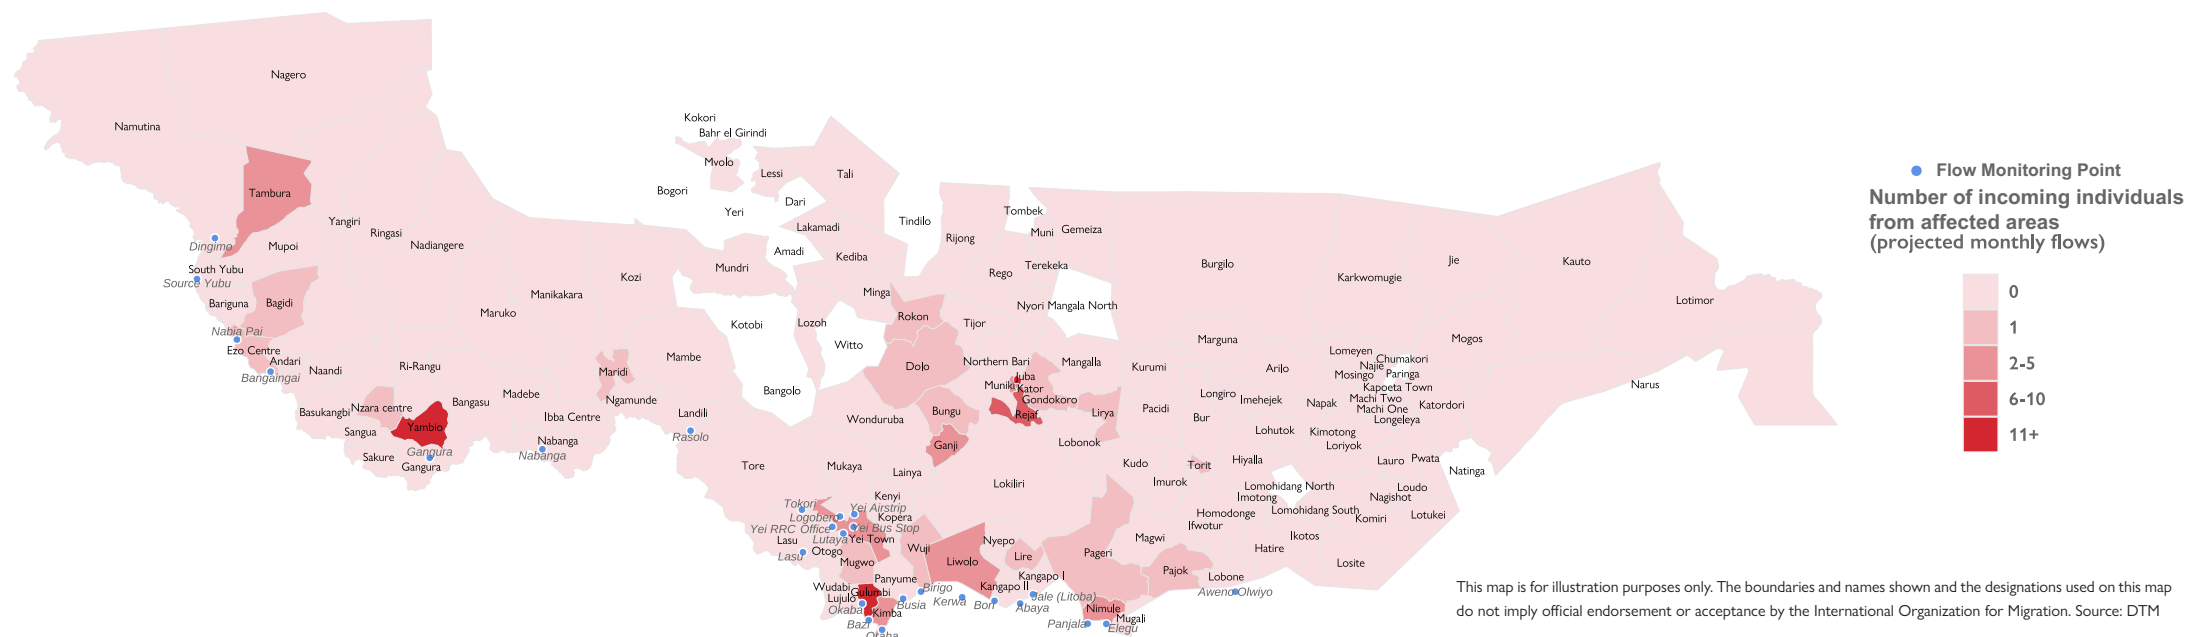 Nagero
Namutina
Tambura
Yangiri
Ringasi
Nadiangere
Dingimo
Mupoi
South Yubu
Source Yubu
Bariguna
Bagidi
Nabia Pai
Ezo Centre
Andari
Bangaingai
Naandi
Ri-Rangu
Maruko
Manikakara
Kozi
Basukangbi
Nzara centre
Bangasu
Madebe
Ibba Centre
Maridi
Ngamunde
Sangua
Yambio
Sakure
Gangura
Gangura
Nabanga
Nabanga
Kokori
Bahr el Girindi
Mvolo
Bogori
Lessi
Tali
Dari
Yeri
Lakamadi
Tindilo
Amadi
Kediba
Mundri
Minga
Kotobi
Lozoh
Witto
Rokon
Mambe
Bangolo
Dolo
Landili
Rasolo
Wonduruba
Bungu
Ganji
Tore
Mukaya
Lainya
Kenyi
Kopera
Tokori
Logobero
Yei Airstrip
Yei RRC Office
Yei Bus Stop
Lutaya
Yei Town
Lasu
Lasu
Otogo
Mugwo
Wuji
Panyume
Wudabi
Gulumbi
Lujulo
Okaba
Kimba
Bazi
Busia
Birigo
Kerwa
Liwolo
Nyepo
Lire
Kangapo I
Kangapo II
Bori
Abaya
Jale (Litoba)
Tombek
Muni
Gemeiza
Rijong
Rego
Terekeka
Nyori
Mangala North
Tijor
Northern Bari
Mangalla
Juba
Muniki
Kator
Gondokoro
Rejaf
Lirya
Lobonok
Lokiliri
Kudo
Imurok
Torit
Hiyalla
Pageri
Magwi
Pajok
Lobone
Aweno Olwiyo
Nimule
Mugali
Panjala
Elegu
Burgilo
Karkwomugie
Jie
Kauto
Lotimor
Marguna
Mogos
Lomeyen
Chumakori
Najie
Mosingo
Paringa
Kapoeta Town
Machi Two
Machi One
Katordori
Longeleya
Narus
Kurumi
Arilo
Longiro
Imehejek
Napak
Pacidi
Bur
Lohutok
Kimotong
Loriyok
Lauro
Pwata
Natinga
Lomohidang North
Imotong
Loudo
Nagishot
Homodonge
Lomohidang South
Komiri
Lotukei
Ifwotur
Ikotos
Hatire
Losite
Flow Monitoring Point
Number of incoming individuals
from affected areas
(projected monthly flows)
0
1
2-5
6-10
11+
This map is for illustration purposes only. The boundaries and names shown and the designations used on this map
do not imply official endorsement or acceptance by the International Organization for Migration. Source: DTM